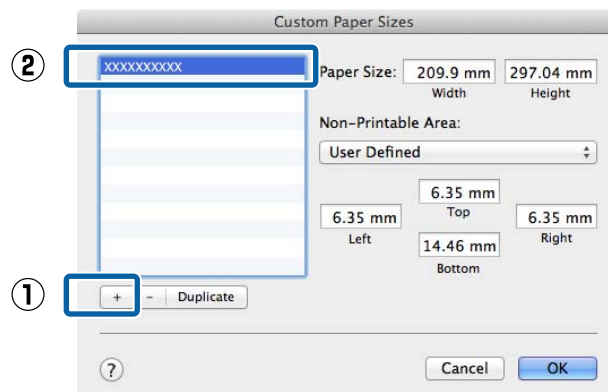 Custom Paper Sizes
② XXXXXXXXXX
Paper Size: 209.9 mm 297.04 mm
Width Height
Non-Printable Area:
User Defined
6.35 mm
Top
6.35 mm 6.35 mm
Left Right
14.46 mm
Bottom
① + - Duplicate
? Cancel OK